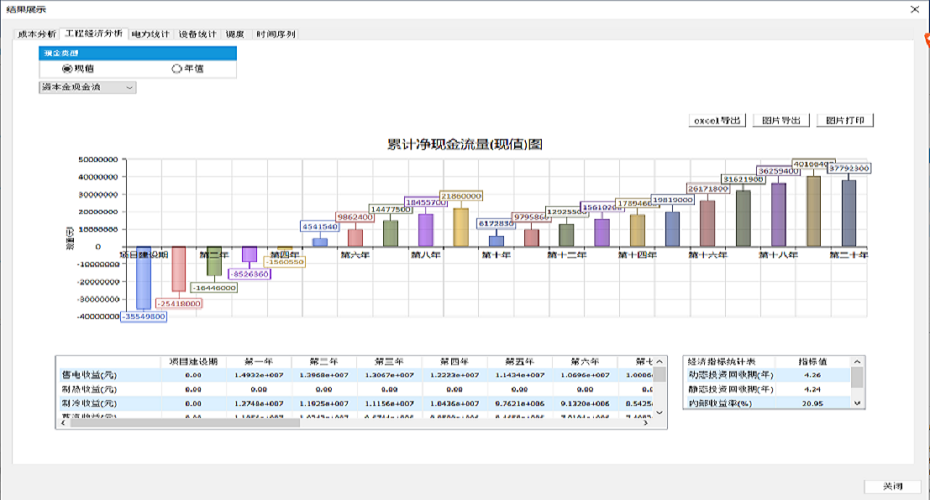 结果展示
成本分析 工程经济分析 电力统计 设备统计 调度 时间序列
现金类型
现值 年值
资本金现金流
excel导出 图片导出 图片打印
累计净现金流量(现值)图
50000000
40000000
30000000
20000000
10000000
0
-10000000
-20000000
-30000000
-40000000
-35549600
-25418000
-16446000
-8526360
-1560550
4541540
9862400
14477500
18455700
21860000
6172830
9795860
12925500
15610200
17894600
19819000
26171800
31621900
36259400
40166400
37792300
项目建设期 第二年 第四年 第六年 第八年 第十年 第十二年 第十四年 第十六年 第十八年 第二十年
项目建设期 第一年 第二年 第三年 第四年 第五年 第六年 第七
售电收益(元) 0.00 1.4932e+007 1.3968e+007 1.3067e+007 1.2223e+007 1.1434e+007 1.0696e+007 1.0086
制热收益(元) 0.00 0.00 0.00 0.00 0.00 0.00 0.00 0.
制冷收益(元) 0.00 1.2748e+007 1.1925e+007 1.1156e+007 1.0436e+007 9.7621e+006 9.1320e+006 8.5425
经济指标统计表 指标值
动态投资回收期(年) 4.26
静态投资回收期(年) 4.24
内部收益率(%) 20.95
关闭